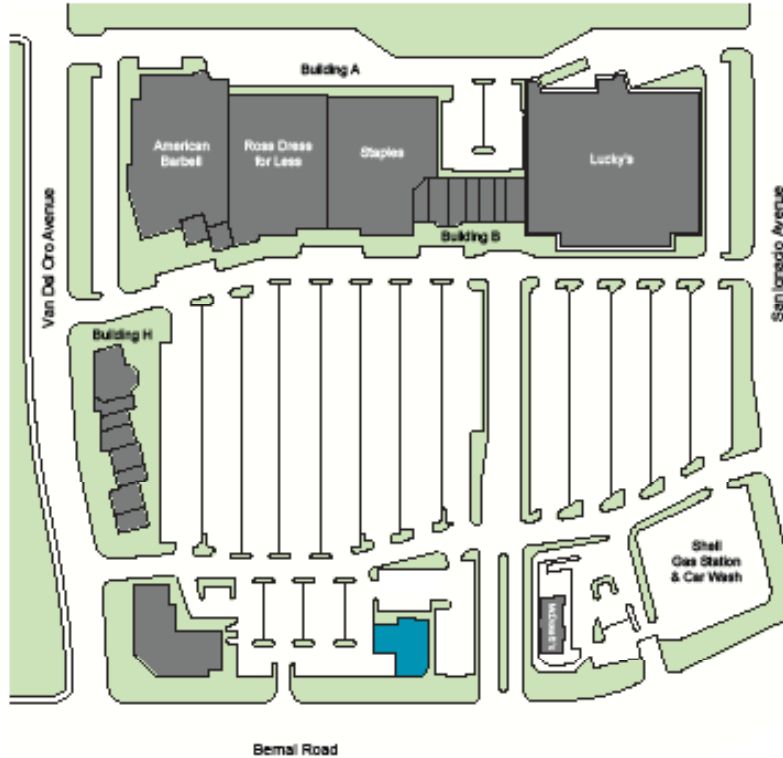 Building A
American
Barbell
Ross Dress
for Less
Staples
Lucky's
Building B
Van Del Oro Avenue
San Ignacio Avenue
Building H
Shell
Gas Station
& Car Wash
McDonald's
Bernal Road